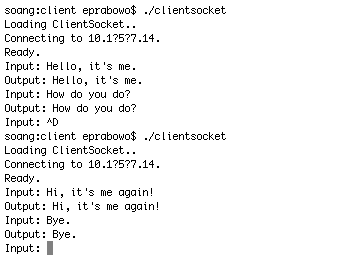 soang:client eprabowo$ ./clientsocket
Loading ClientSocket..
Connecting to 10.1?5?7.14.
Ready.
Input: Hello, it's me.
Output: Hello, it's me.
Input: How do you do?
Output: How do you do?
Input: ^D
soang:client eprabowo$ ./clientsocket
Loading ClientSocket..
Connecting to 10.1?5?7.14.
Ready.
Input: Hi, it's me again!
Output: Hi, it's me again!
Input: Bye.
Output: Bye.
Input: